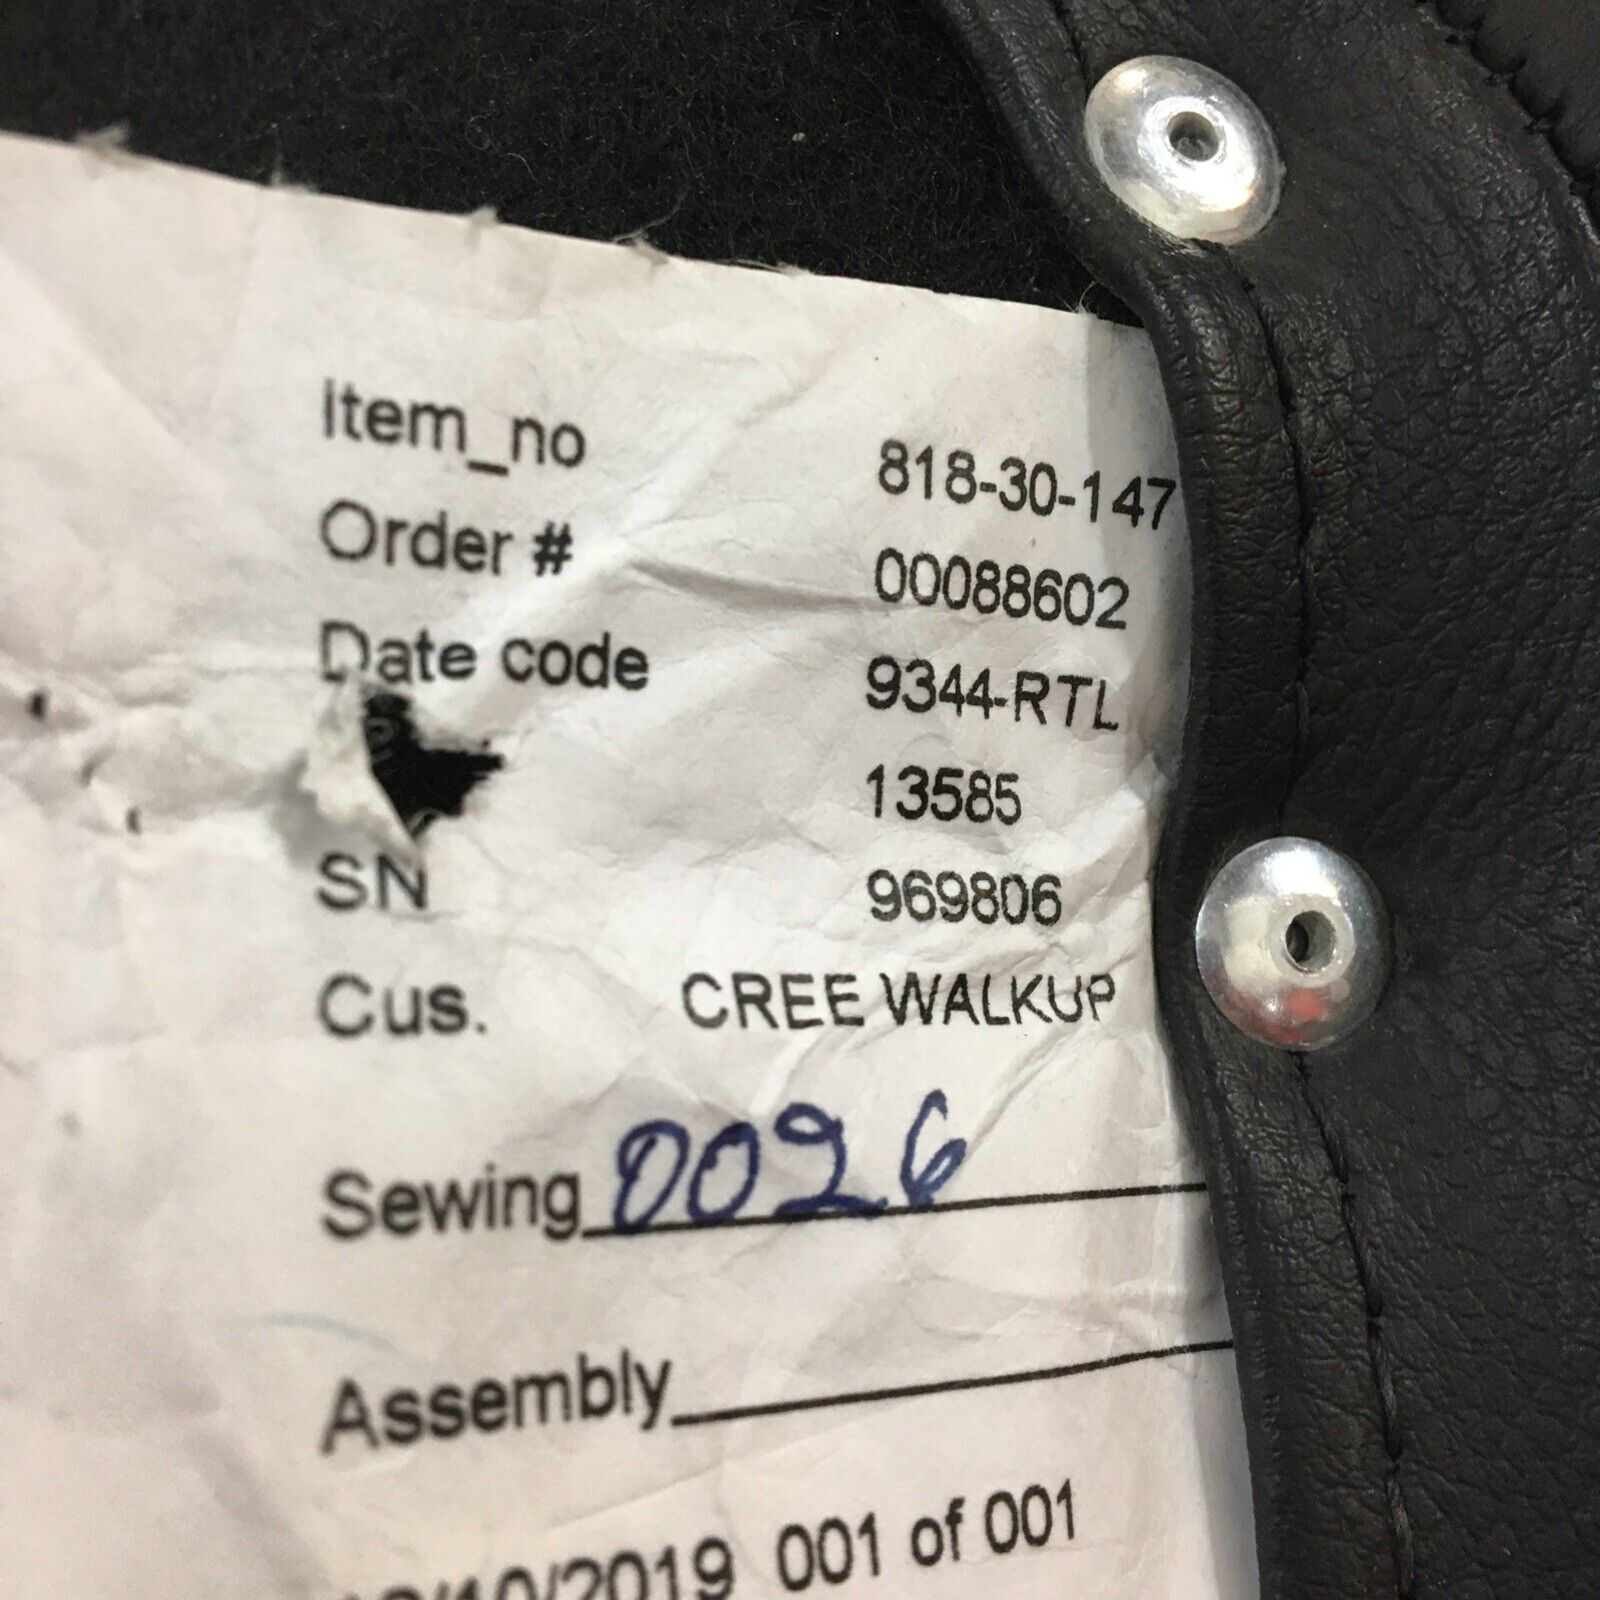 Item_no 818-30-147
Order # 00088602
Date code 9344-RTL
13585
SN 969806
Cus. CREE WALKUP
Sewing 0026
Assembly
001 of 001